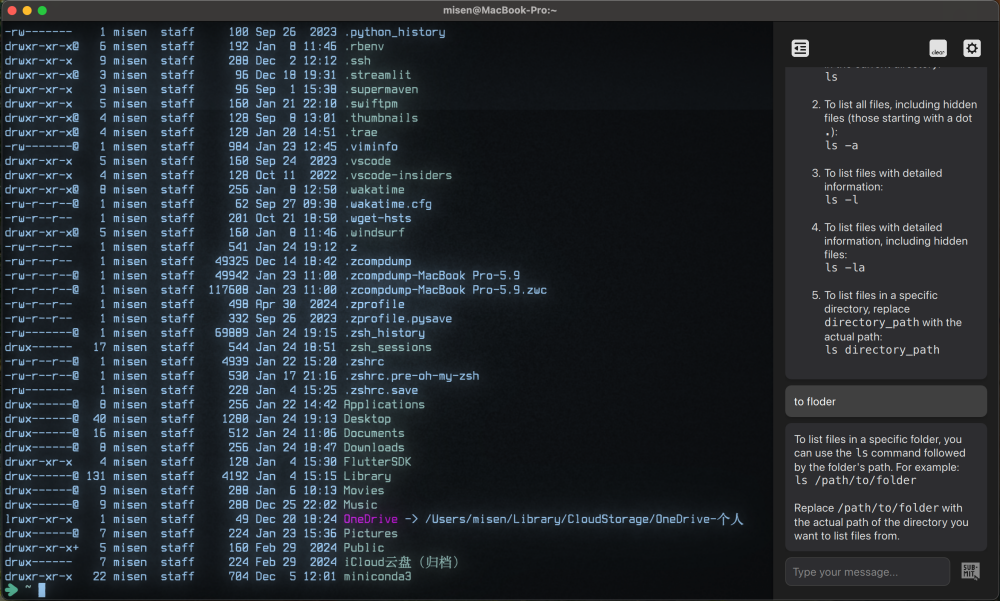 misen@MacBook-Pro:~
-rw------- 1 misen staff 100 Sep 26 2023 .python_history
drwxr-xr-x@ 6 misen staff 192 Jan 8 11:46 .rbenv
drwxr-xr-x 9 misen staff 288 Dec 2 12:12 .ssh
drwxr-xr-x@ 3 misen staff 96 Dec 18 19:31 .streamlit
drwxr-xr-x 3 misen staff 96 Sep 1 15:38 .supermaven
drwxr-xr-x 5 misen staff 160 Jan 21 22:10 .swiftpm
drwxr-xr-x@ 4 misen staff 128 Sep 8 13:01 .thumbnails
drwxr-xr-x@ 4 misen staff 128 Jan 20 14:51 .trae
-rw-------@ 1 misen staff 984 Jan 23 12:45 .viminfo
drwxr-xr-x 5 misen staff 160 Sep 24 2023 .vscode
drwxr-xr-x 4 misen staff 128 Oct 11 2022 .vscode-insiders
drwxr-xr-x@ 8 misen staff 256 Jan 8 12:50 .wakatime
-rw-r--r--@ 1 misen staff 62 Sep 27 09:38 .wakatime.cfg
-rw-r--r-- 1 misen staff 201 Oct 21 18:50 .wget-hsts
drwxr-xr-x@ 5 misen staff 160 Jan 8 11:46 .windsurf
-rw-r--r-- 1 misen staff 541 Jan 24 19:12 .z
-rw-r--r-- 1 misen staff 49325 Dec 14 18:42 .zcompdump
-rw-r--r--@ 1 misen staff 49942 Jan 23 11:00 .zcompdump-MacBook Pro-5.9
-r--r--r--@ 1 misen staff 117608 Jan 23 11:00 .zcompdump-MacBook Pro-5.9.zwc
-rw-r--r-- 1 misen staff 498 Apr 30 2024 .zprofile
-rw-r--r-- 1 misen staff 332 Sep 26 2023 .zprofile.pysave
-rw-------@ 1 misen staff 69889 Jan 24 19:15 .zsh_history
drwx------ 17 misen staff 544 Jan 24 18:51 .zsh_sessions
-rw-r--r--@ 1 misen staff 4939 Jan 22 15:20 .zshrc
-rw-r--r--@ 1 misen staff 530 Jan 17 21:16 .zshrc.pre-oh-my-zsh
-rw------- 1 misen staff 228 Jan 4 15:25 .zshrc.save
drwx------@ 8 misen staff 256 Jan 22 14:42 Applications
drwx------@ 40 misen staff 1280 Jan 24 19:13 Desktop
drwx------@ 16 misen staff 512 Jan 24 11:06 Documents
drwx------@ 8 misen staff 256 Jan 24 18:47 Downloads
drwxr-xr-x 4 misen staff 128 Jan 4 15:30 FlutterSDK
drwx------@ 131 misen staff 4192 Jan 4 15:15 Library
drwx------ 9 misen staff 288 Jan 6 10:13 Movies
drwx------@ 9 misen staff 288 Dec 25 22:02 Music
lrwxr-xr-x 1 misen staff 49 Dec 20 19:24 OneDrive -> /Users/misen/Library/CloudStorage/OneDrive-个人
drwx------@ 7 misen staff 224 Jan 23 15:36 Pictures
drwxr-xr-x+ 5 misen staff 160 Feb 29 2024 Public
drwx------ 7 misen staff 224 Feb 29 2024 iCloud云盘（归档）
drwxr-xr-x 22 misen staff 704 Dec 5 12:01 miniconda3
~
clear
ls
2. To list all files, including hidden
files (those starting with a dot
.):
ls -a
3. To list files with detailed
information:
ls -l
4. To list files with detailed
information, including hidden
files:
ls -la
5. To list files in a specific
directory, replace
directory_path with the
actual path:
ls directory_path
to floder
To list files in a specific folder, you
can use the ls command followed
by the folder's path. For example:
ls /path/to/folder
Replace /path/to/folder with
the actual path of the directory you
want to list files from.
Type your message...
SUB-
MIT